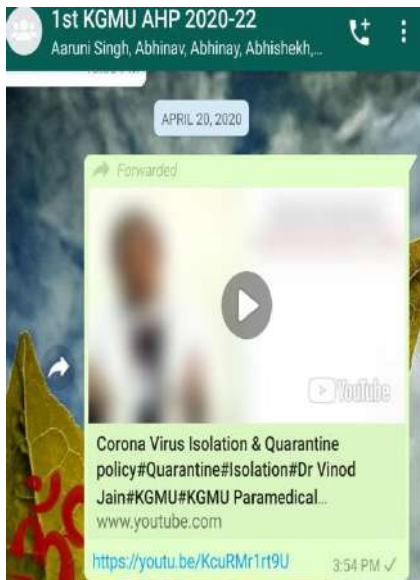 1st KGMU AHP 2020-22
Aaruni Singh, Abhinav, Abhinay, Abhishekh,...
APRIL 20, 2020
Forwarded
YouTube
Corona Virus Isolation & Quarantine
policy#Quarantine#Isolation#Dr Vinod
Jain#KGMU#KGMU Paramedical...
www.youtube.com
https://youtu.be/KcuRMr1rt9U
3:54 PM